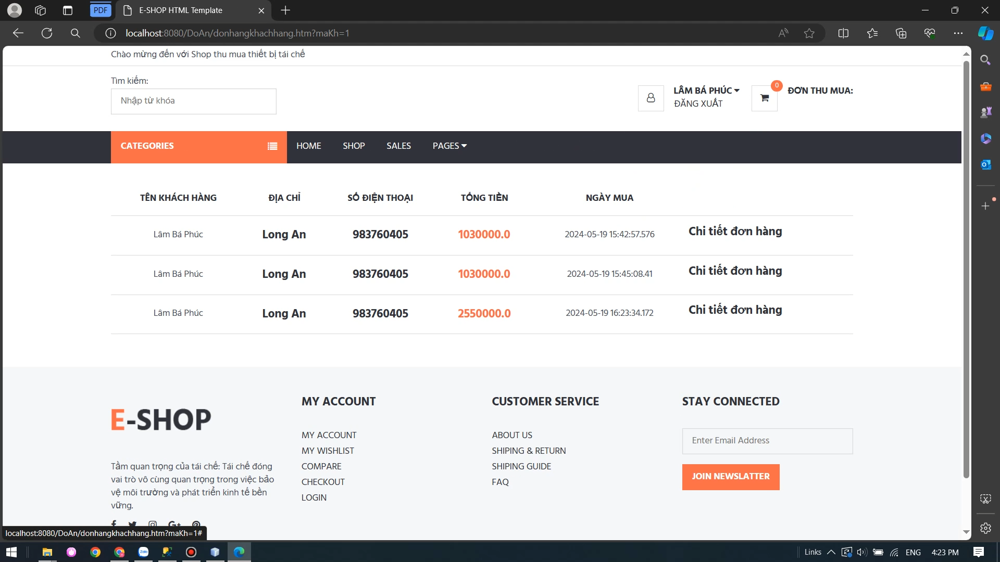 PDF
E-SHOP HTML Template
localhost:8080/DoAn/donhangkhachhang.htm?maKh=1
Chào mừng đến với Shop thu mua thiết bị tái chế
Tìm kiếm:
Nhập từ khóa
LÂM BÁ PHÚC
ĐĂNG XUẤT
0
ĐƠN THU MUA:
CATEGORIES
HOME
SHOP
SALES
PAGES
TÊN KHÁCH HÀNG ĐỊA CHỈ SỐ ĐIỆN THOẠI TỔNG TIỀN NGÀY MUA
Lâm Bá Phúc Long An 983760405 1030000.0 2024-05-19 15:42:57.576 Chi tiết đơn hàng
Lâm Bá Phúc Long An 983760405 1030000.0 2024-05-19 15:45:08.41 Chi tiết đơn hàng
Lâm Bá Phúc Long An 983760405 2550000.0 2024-05-19 16:23:34.172 Chi tiết đơn hàng
E-SHOP
Tầm quan trọng của tái chế: Tái chế đóng
vai trò vô cùng quan trọng trong việc bảo
vệ môi trường và phát triển kinh tế bền
vững.
MY ACCOUNT
MY ACCOUNT
MY WISHLIST
COMPARE
CHECKOUT
LOGIN
CUSTOMER SERVICE
ABOUT US
SHIPING & RETURN
SHIPING GUIDE
FAQ
STAY CONNECTED
Enter Email Address
JOIN NEWSLATTER
localhost:8080/DoAn/donhangkhachhang.htm?maKh=1#
Zalo
Links
ENG
4:23 PM